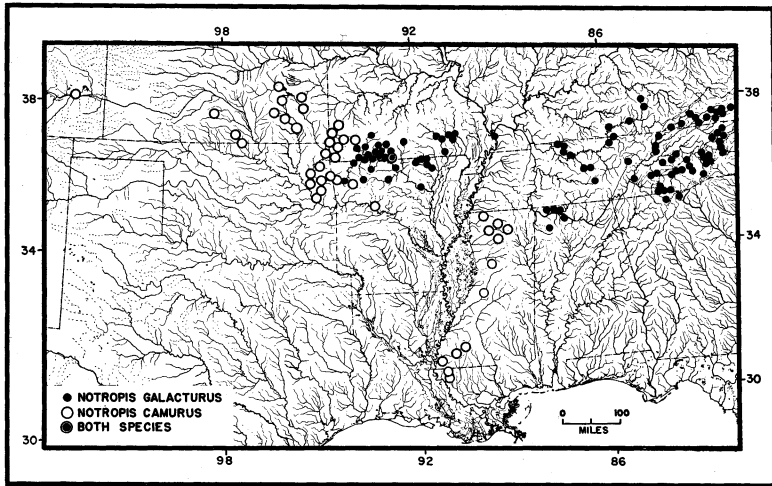 98 92 86
38 38
34 34
30 30
● NOTROPIS GALACTURUS
○ NOTROPIS CAMURUS
◉ BOTH SPECIES
0 100
MILES
98 92 86